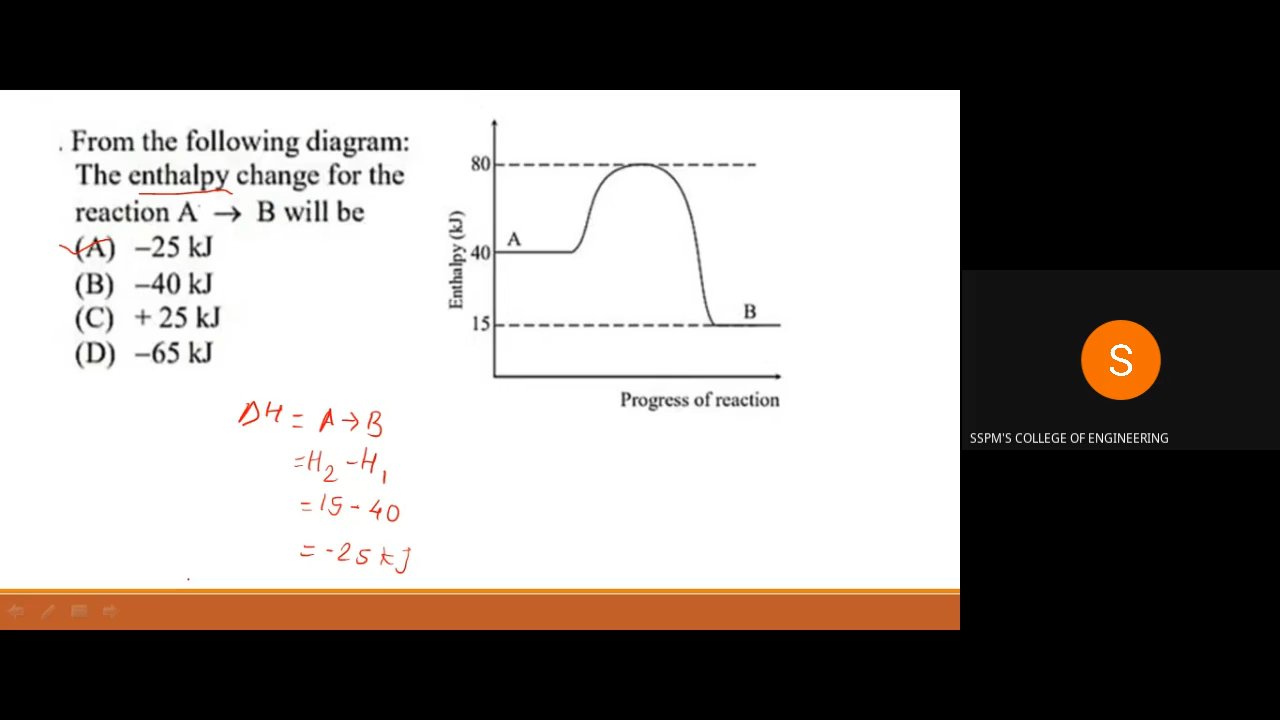 . From the following diagram:
The enthalpy change for the
reaction A → B will be
(A) –25 kJ
(B) –40 kJ
(C) + 25 kJ
(D) –65 kJ
80
A
40
Enthalpy (kJ)
B
15
Progress of reaction
ΔH = A → B
= H₂ - H₁
= 15 - 40
= -25 kJ
S
SSPM'S COLLEGE OF ENGINEERING